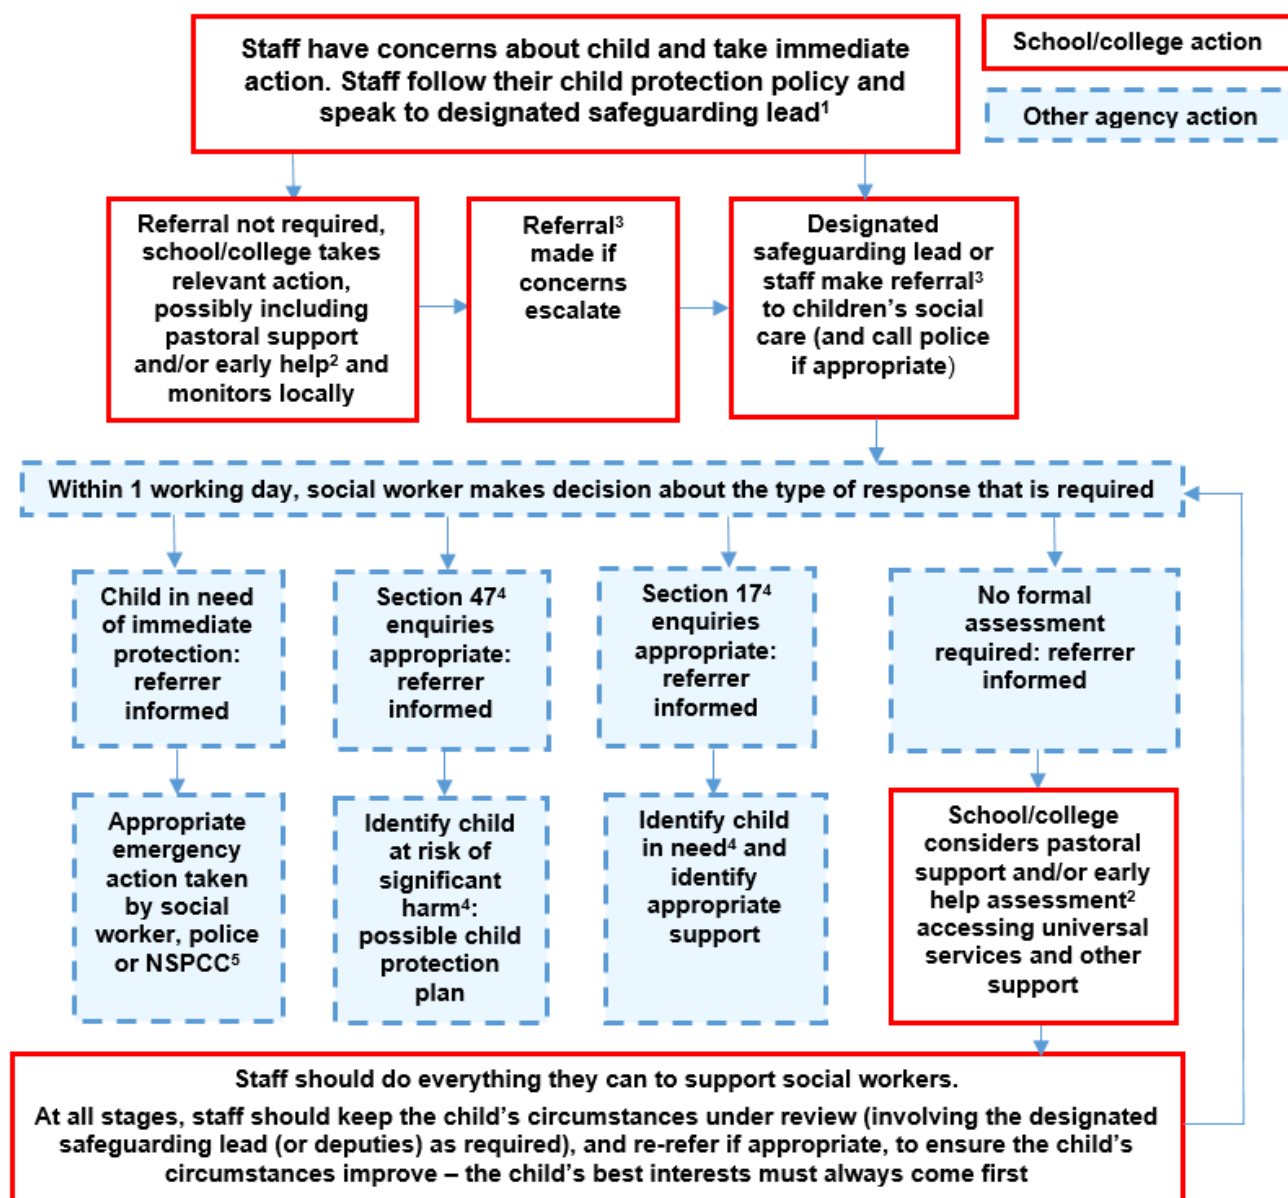 Staff have concerns about child and take immediate
action. Staff follow their child protection policy and
speak to designated safeguarding lead¹
School/college action
Other agency action
Referral not required,
school/college takes
relevant action,
possibly including
pastoral support
and/or early help² and
monitors locally
Referral³
made if
concerns
escalate
Designated
safeguarding lead or
staff make referral³
to children’s social
care (and call police
if appropriate)
Within 1 working day, social worker makes decision about the type of response that is required
Child in need
of immediate
protection:
referrer
informed
Section 47⁴
enquiries
appropriate:
referrer
informed
Section 17⁴
enquiries
appropriate:
referrer
informed
No formal
assessment
required: referrer
informed
Appropriate
emergency
action taken
by social
worker, police
or NSPCC⁵
Identify child
at risk of
significant
harm⁴:
possible child
protection
plan
Identify child
in need⁴ and
identify
appropriate
support
School/college
considers pastoral
support and/or early
help assessment²
accessing universal
services and other
support
Staff should do everything they can to support social workers.
At all stages, staff should keep the child’s circumstances under review (involving the designated
safeguarding lead (or deputies) as required), and re-refer if appropriate, to ensure the child’s
circumstances improve – the child’s best interests must always come first